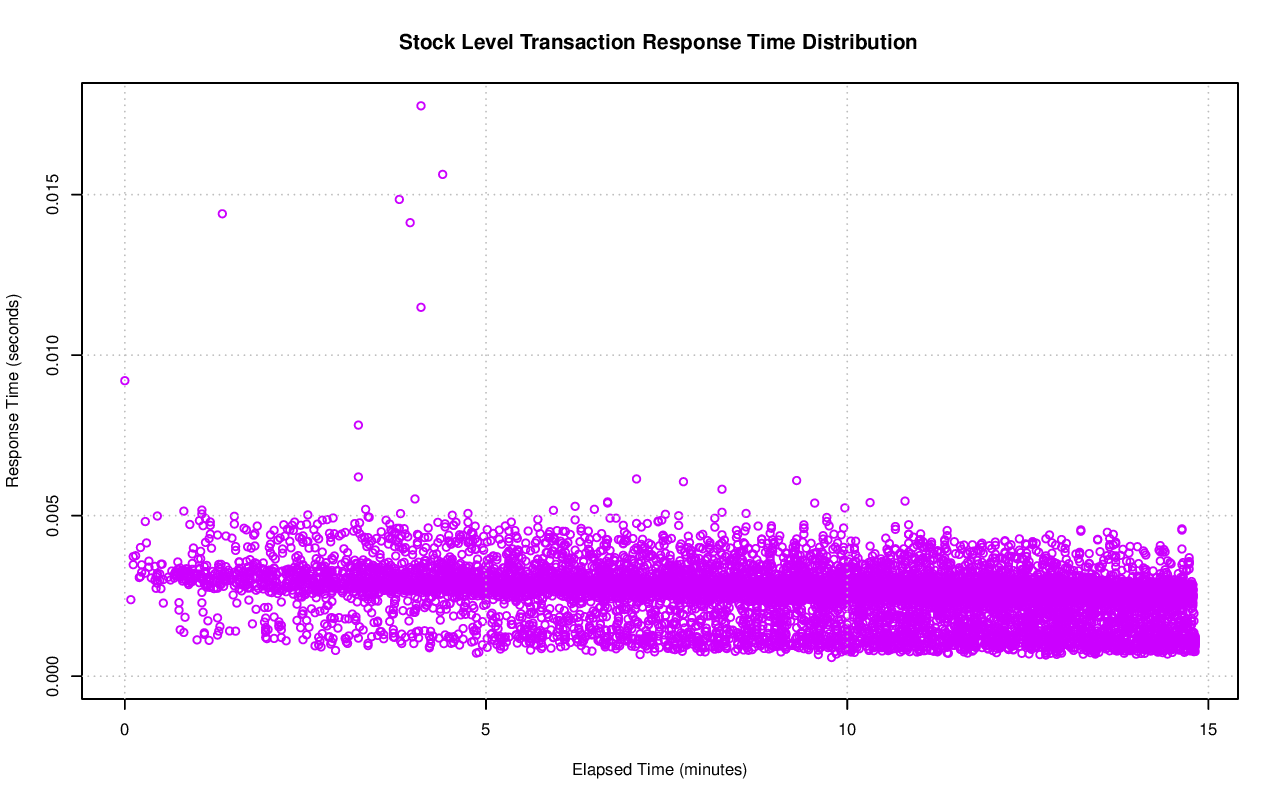 Stock Level Transaction Response Time Distribution
Response Time (seconds)
0.015
0.010
0.005
0.000
0 5 10 15
Elapsed Time (minutes)